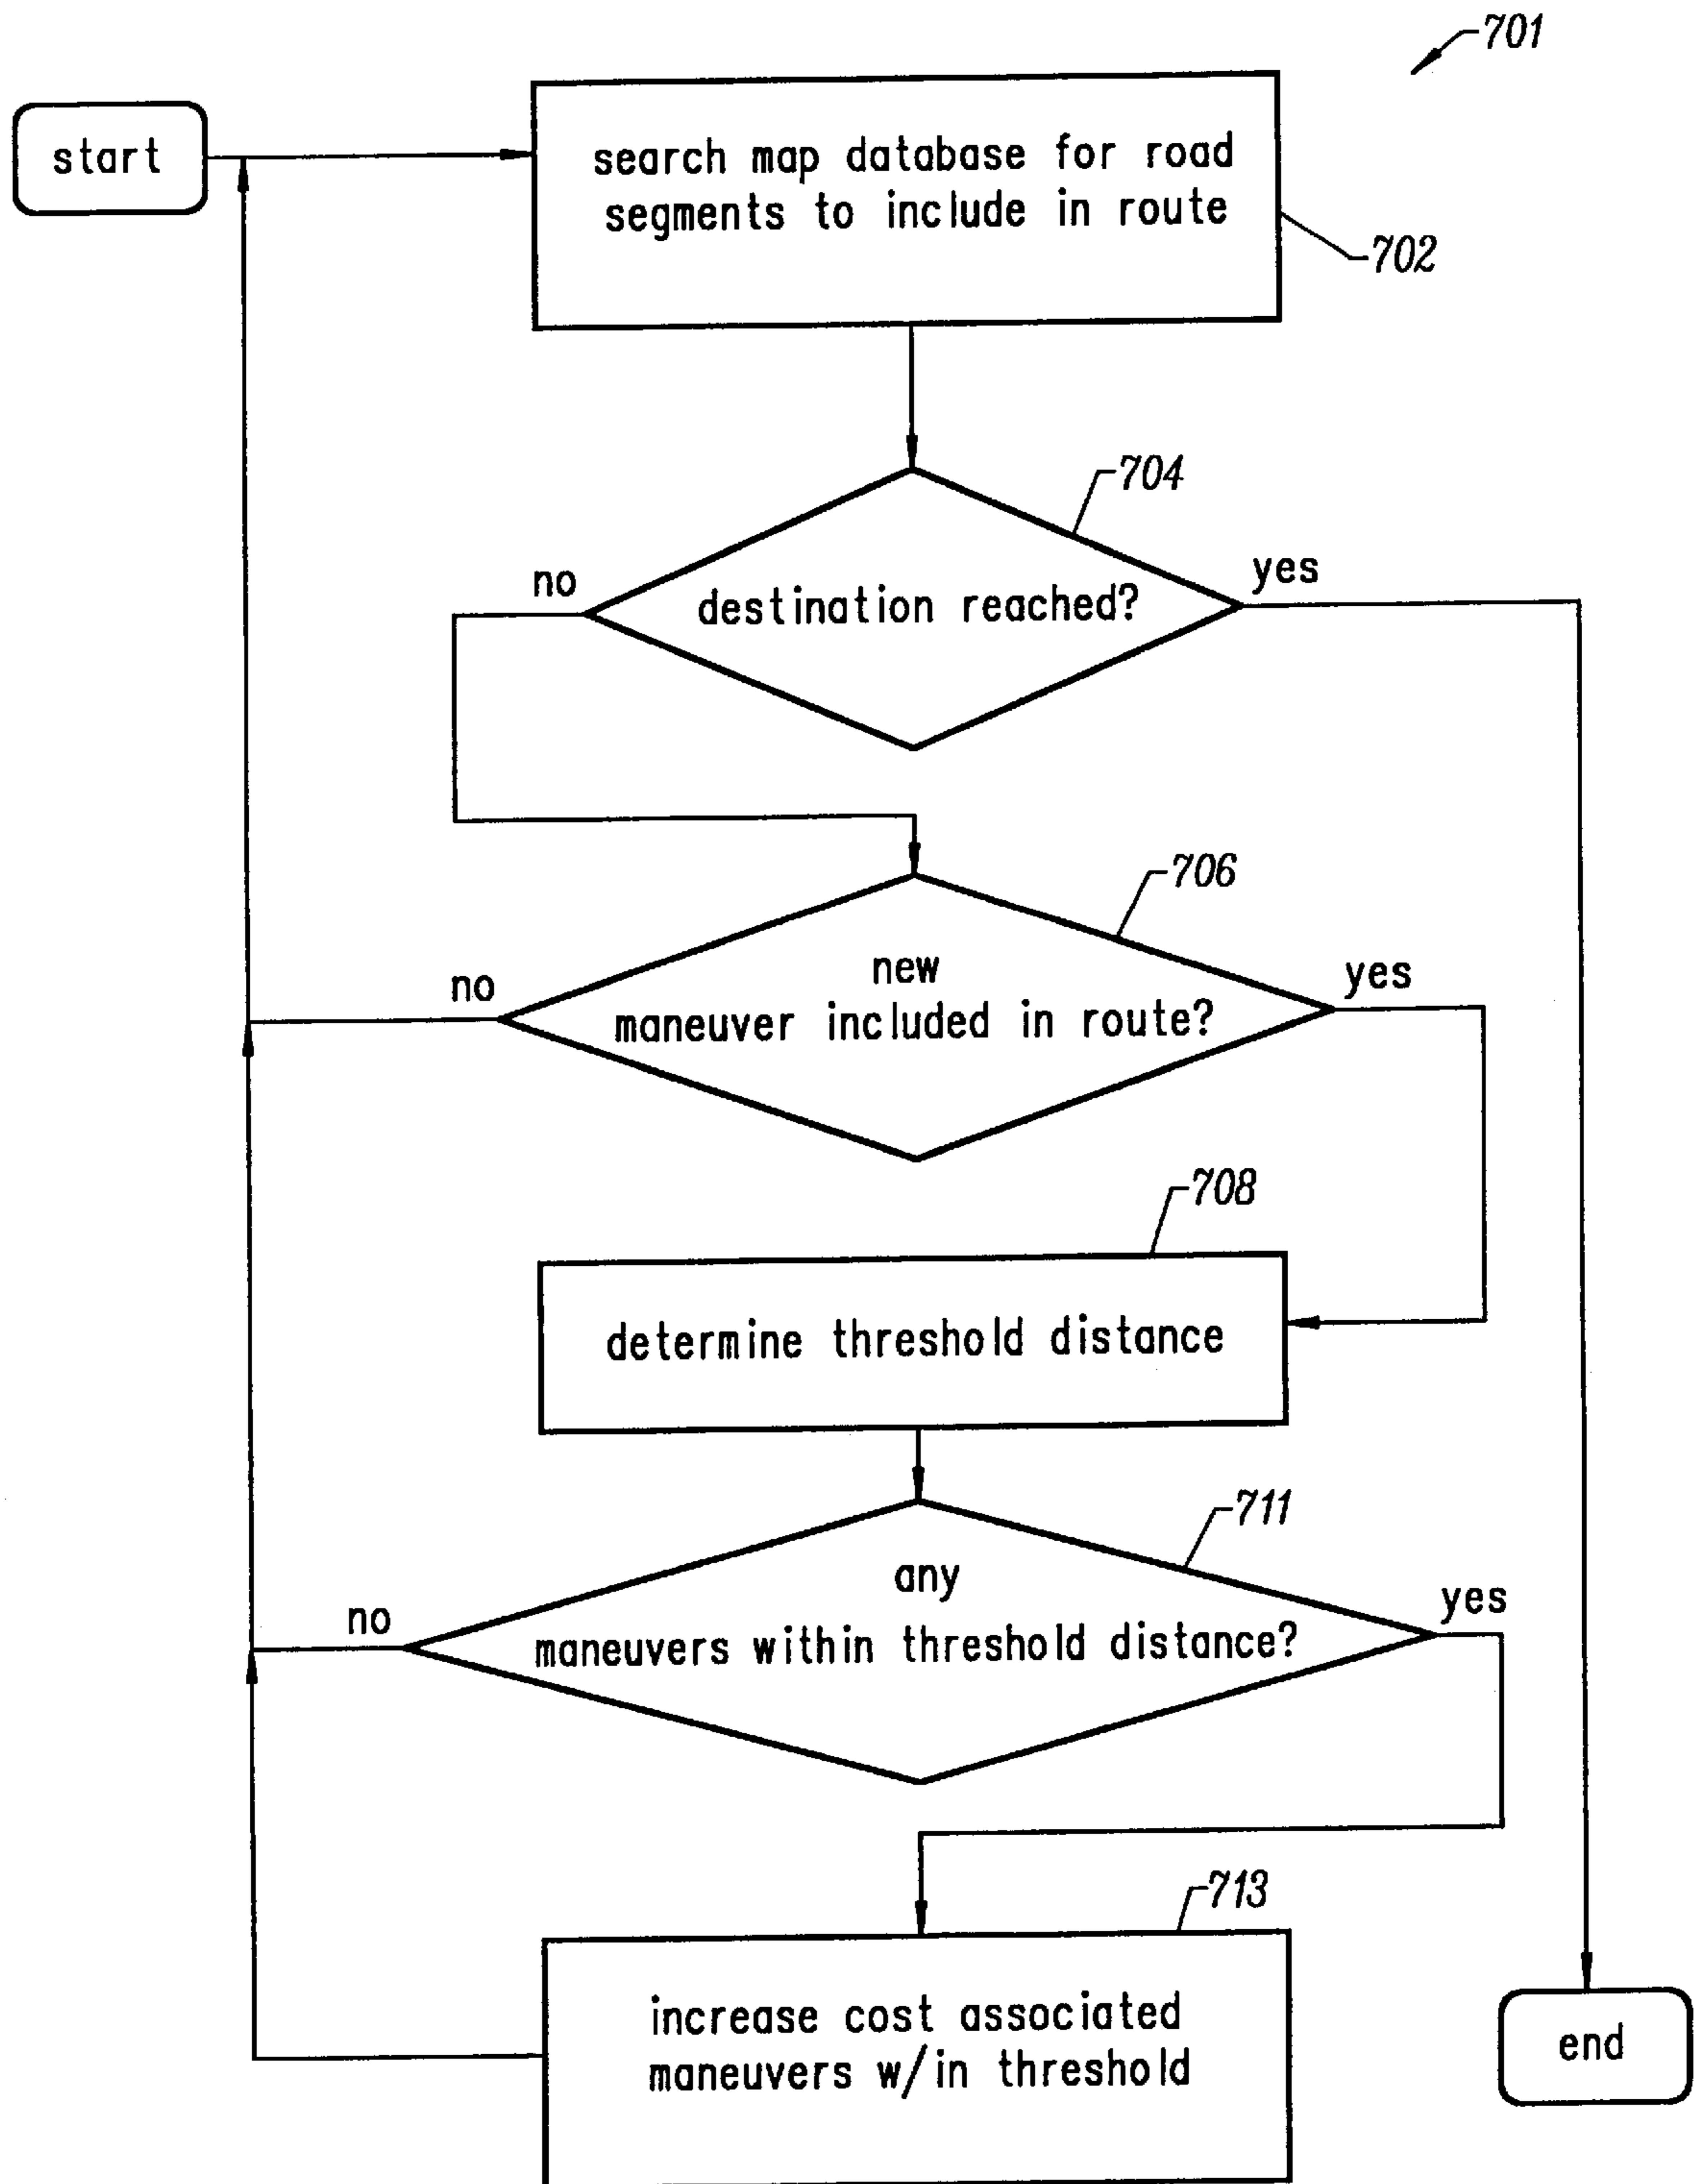 701
start
search map database for road
segments to include in route
702
704
no
yes
destination reached?
706
no
yes
new
maneuver included in route?
708
determine threshold distance
711
no
yes
any
maneuvers within threshold distance?
713
increase cost associated
maneuvers w/in threshold
end